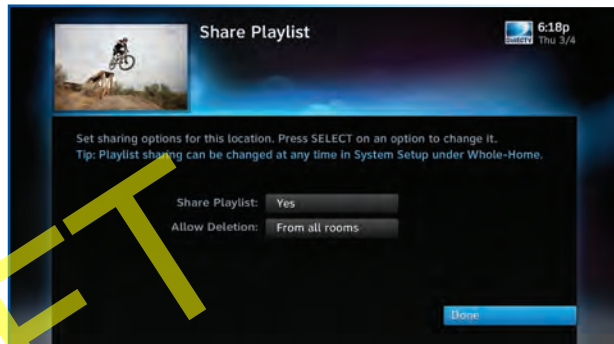 Share Playlist
6:18p
DIRECTV Thu 3/4
Set sharing options for this location. Press SELECT on an option to change it.
Tip: Playlist sharing can be changed at any time in System Setup under Whole-Home.
Share Playlist: Yes
Allow Deletion: From all rooms
Done
CT